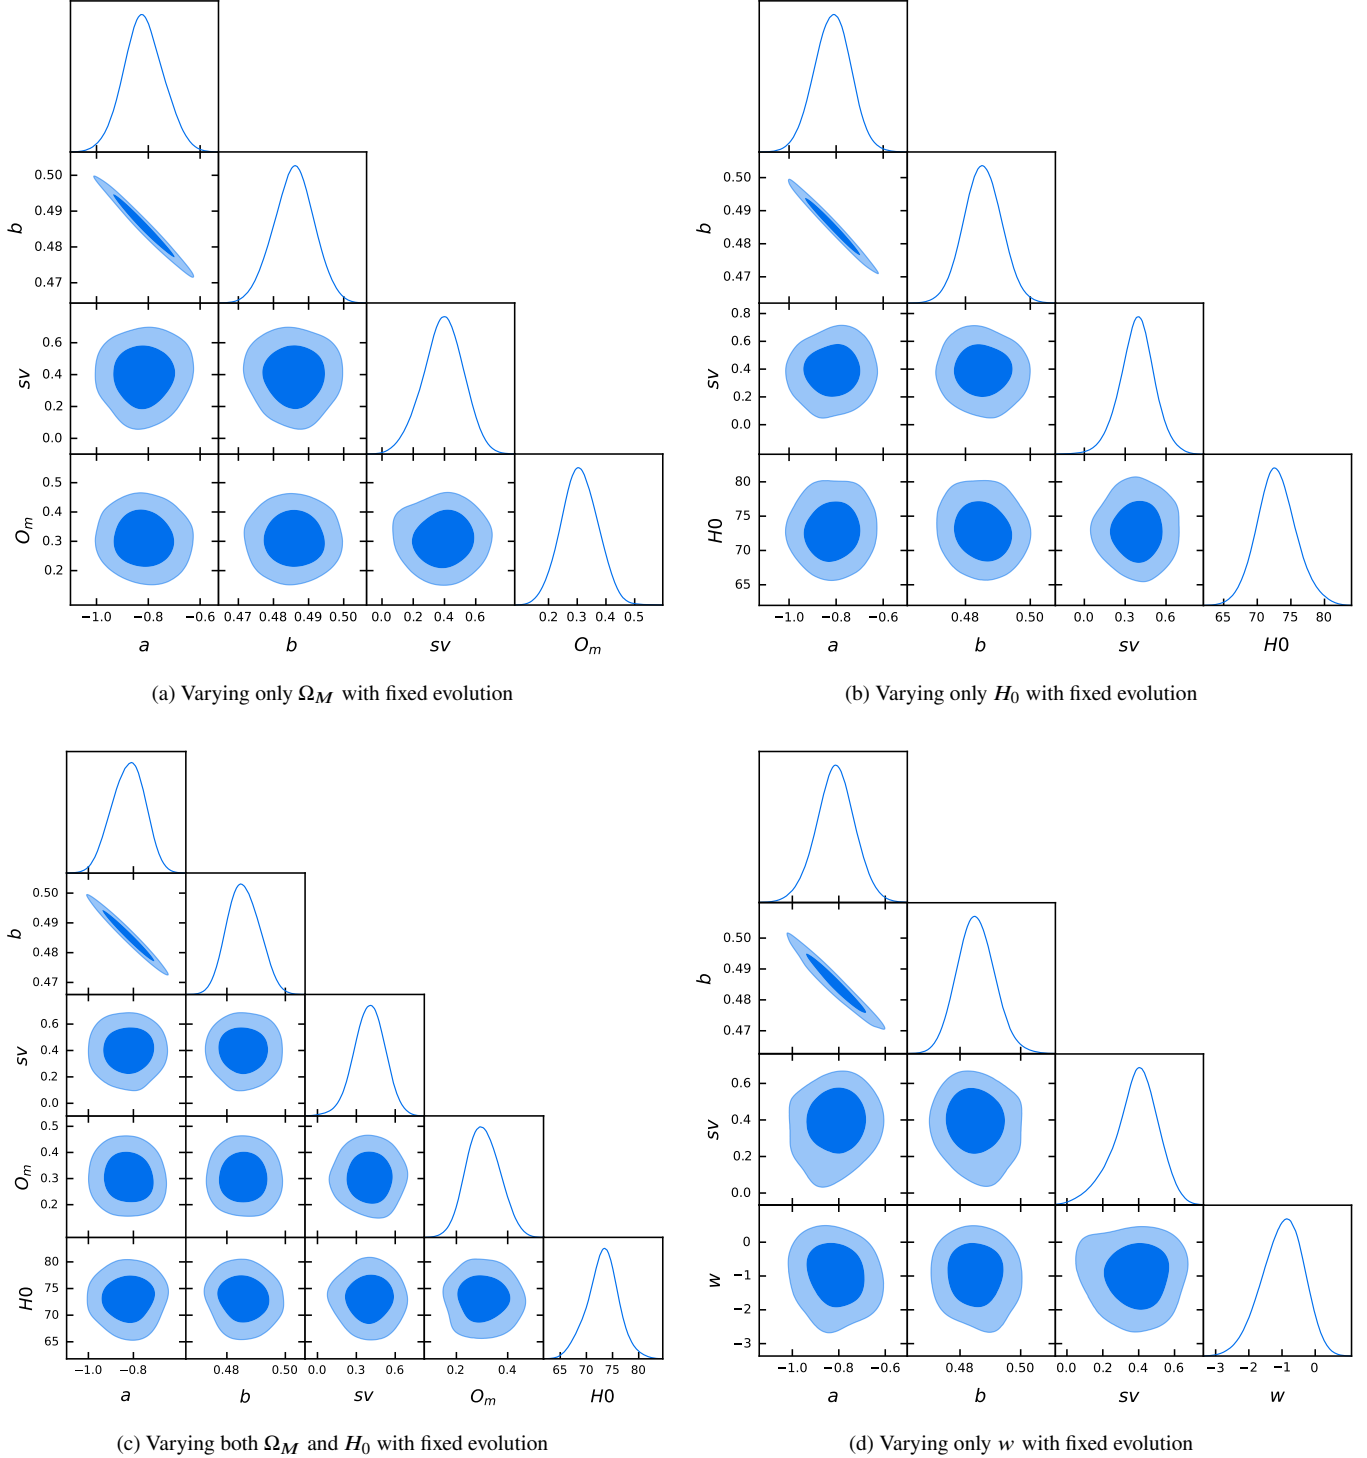 0.50
0.49
0.48
0.47
b
0.6
0.4
0.2
0.0
sv
0.5
0.4
0.3
0.2
O_m
−1.0 −0.8 −0.6 0.47 0.48 0.49 0.50 0.0 0.2 0.4 0.6 0.2 0.3 0.4 0.5
a b sv O_m
(a) Varying only Ω_M with fixed evolution
0.50
0.49
0.48
0.47
b
0.8
0.6
0.4
0.2
0.0
sv
80
75
70
65
H0
−1.0 −0.8 −0.6 0.48 0.50 0.0 0.3 0.6 65 70 75 80
a b sv H0
(b) Varying only H_0 with fixed evolution
0.50
0.49
0.48
0.47
b
0.6
0.4
0.2
0.0
sv
0.5
0.4
0.3
0.2
O_m
80
75
70
65
H0
−1.0 −0.8 0.48 0.50 0.0 0.3 0.6 0.2 0.4 65 70 75 80
a b sv O_m H0
(c) Varying both Ω_M and H_0 with fixed evolution
0.50
0.49
0.48
0.47
b
0.6
0.4
0.2
0.0
sv
0
−1
−2
−3
w
−1.0 −0.8 −0.6 0.48 0.50 0.0 0.2 0.4 0.6 −3 −2 −1 0
a b sv w
(d) Varying only w with fixed evolution